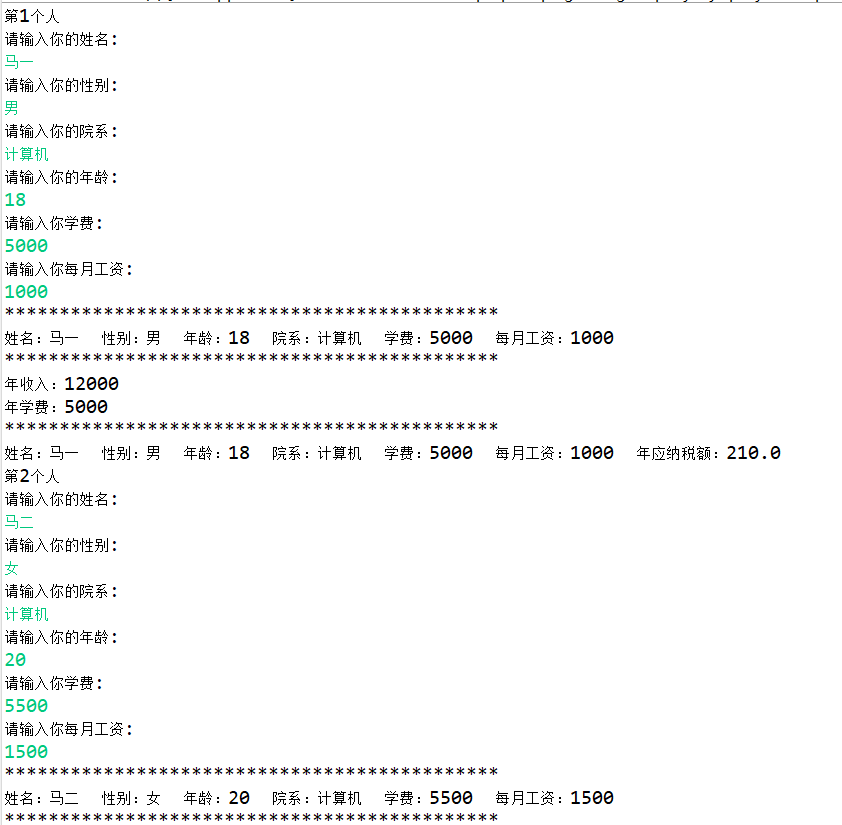 第1个人
请输入你的姓名:
马一
请输入你的性别:
男
请输入你的院系:
计算机
请输入你的年龄:
18
请输入你学费:
5000
请输入你每月工资:
1000
*********************************************
姓名：马一 性别：男 年龄：18 院系：计算机 学费：5000 每月工资：1000
*********************************************
年收入：12000
年学费：5000
*********************************************
姓名：马一 性别：男 年龄：18 院系：计算机 学费：5000 每月工资：1000 年应纳税额：210.0
第2个人
请输入你的姓名:
马二
请输入你的性别:
女
请输入你的院系:
计算机
请输入你的年龄:
20
请输入你学费:
5500
请输入你每月工资:
1500
*********************************************
姓名：马二 性别：女 年龄：20 院系：计算机 学费：5500 每月工资：1500
*********************************************